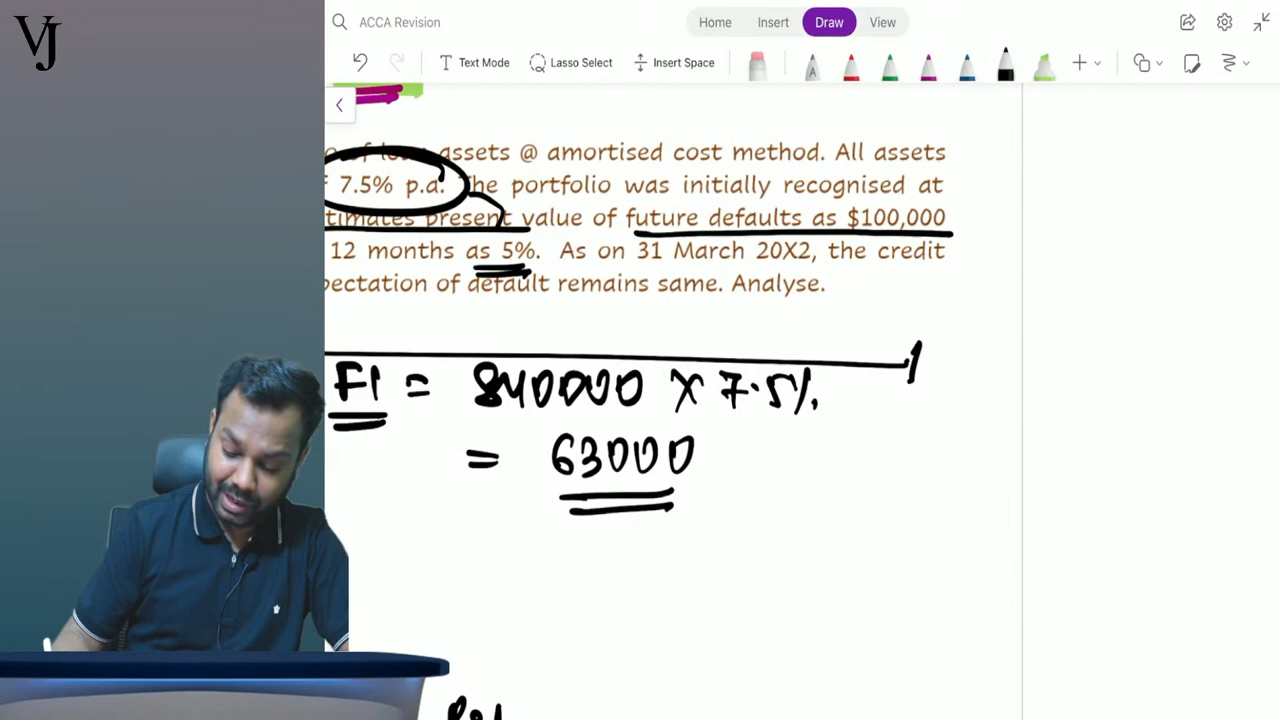 VJ
ACCA Revision
Home Insert Draw View
Text Mode Lasso Select Insert Space
assets @ amortised cost method. All assets
7.5% p.a. The portfolio was initially recognised at
timates present value of future defaults as $100,000
12 months as 5%. As on 31 March 20X2, the credit
pectation of default remains same. Analyse.
FI = 840000 X 7.5%
= 63000